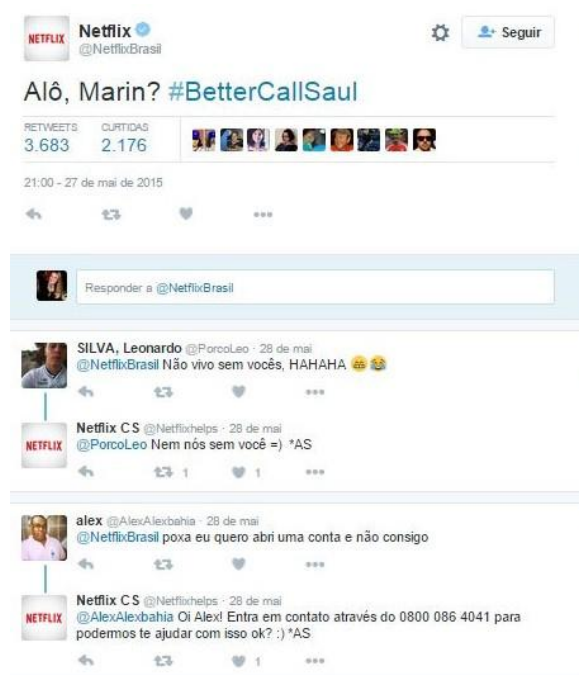 NETFLIX
Netflix
@NetflixBrasil
Seguir
Alô, Marin? #BetterCallSaul
RETWEETS CURTIDAS
3.683 2.176
21:00 - 27 de mai de 2015
Responder a @NetflixBrasil
SILVA, Leonardo @PorcoLeo · 28 de mai
@NetflixBrasil Não vivo sem vocês, HAHAHA 😁😂
NETFLIX
Netflix CS @Netflixhelps · 28 de mai
@PorcoLeo Nem nós sem você =) *AS
1 1
alex @AlexAlexbahia · 28 de mai
@NetflixBrasil poxa eu quero abri uma conta e não consigo
NETFLIX
Netflix CS @Netflixhelps · 28 de mai
@AlexAlexbahia Oi Alex! Entra em contato através do 0800 086 4041 para
podermos te ajudar com isso ok? :) *AS
1